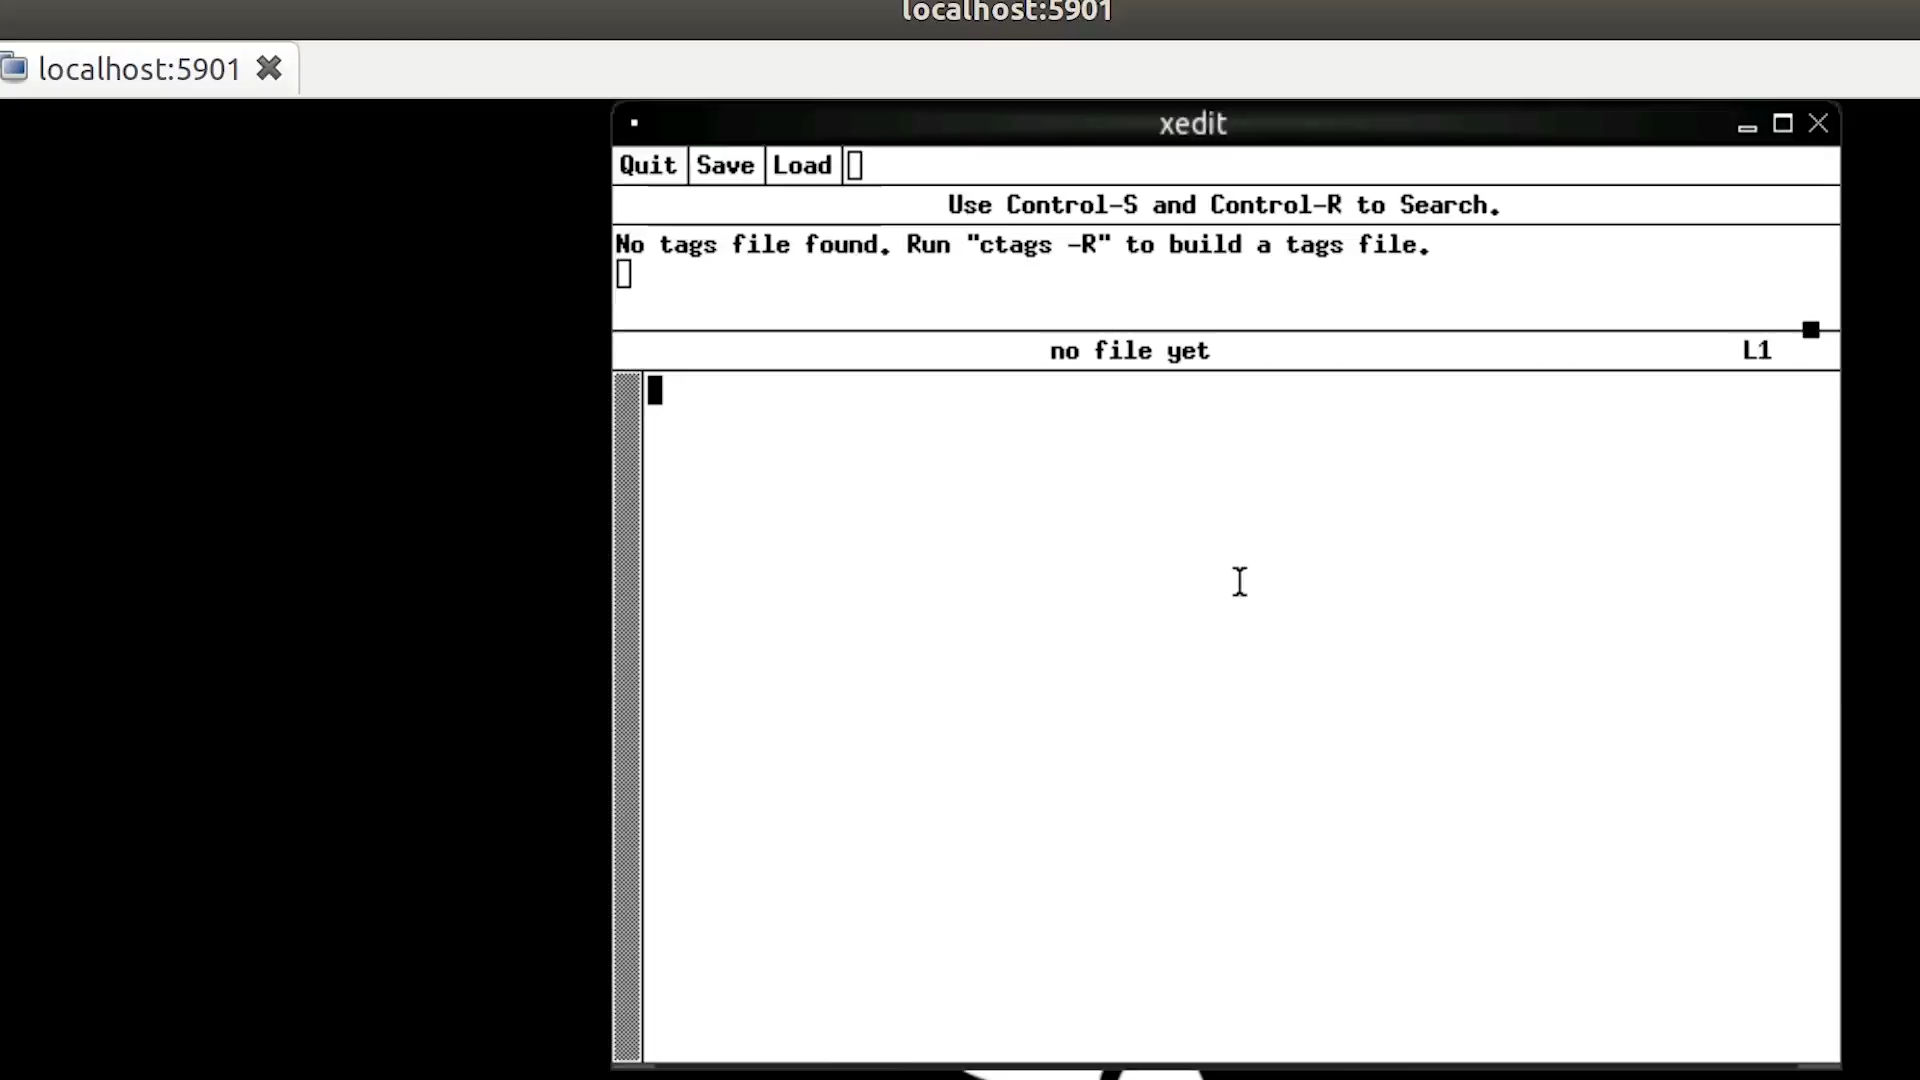 localhost:5901
localhost:5901
xedit
Quit Save Load
Use Control-S and Control-R to Search.
No tags file found. Run "ctags -R" to build a tags file.
no file yet L1